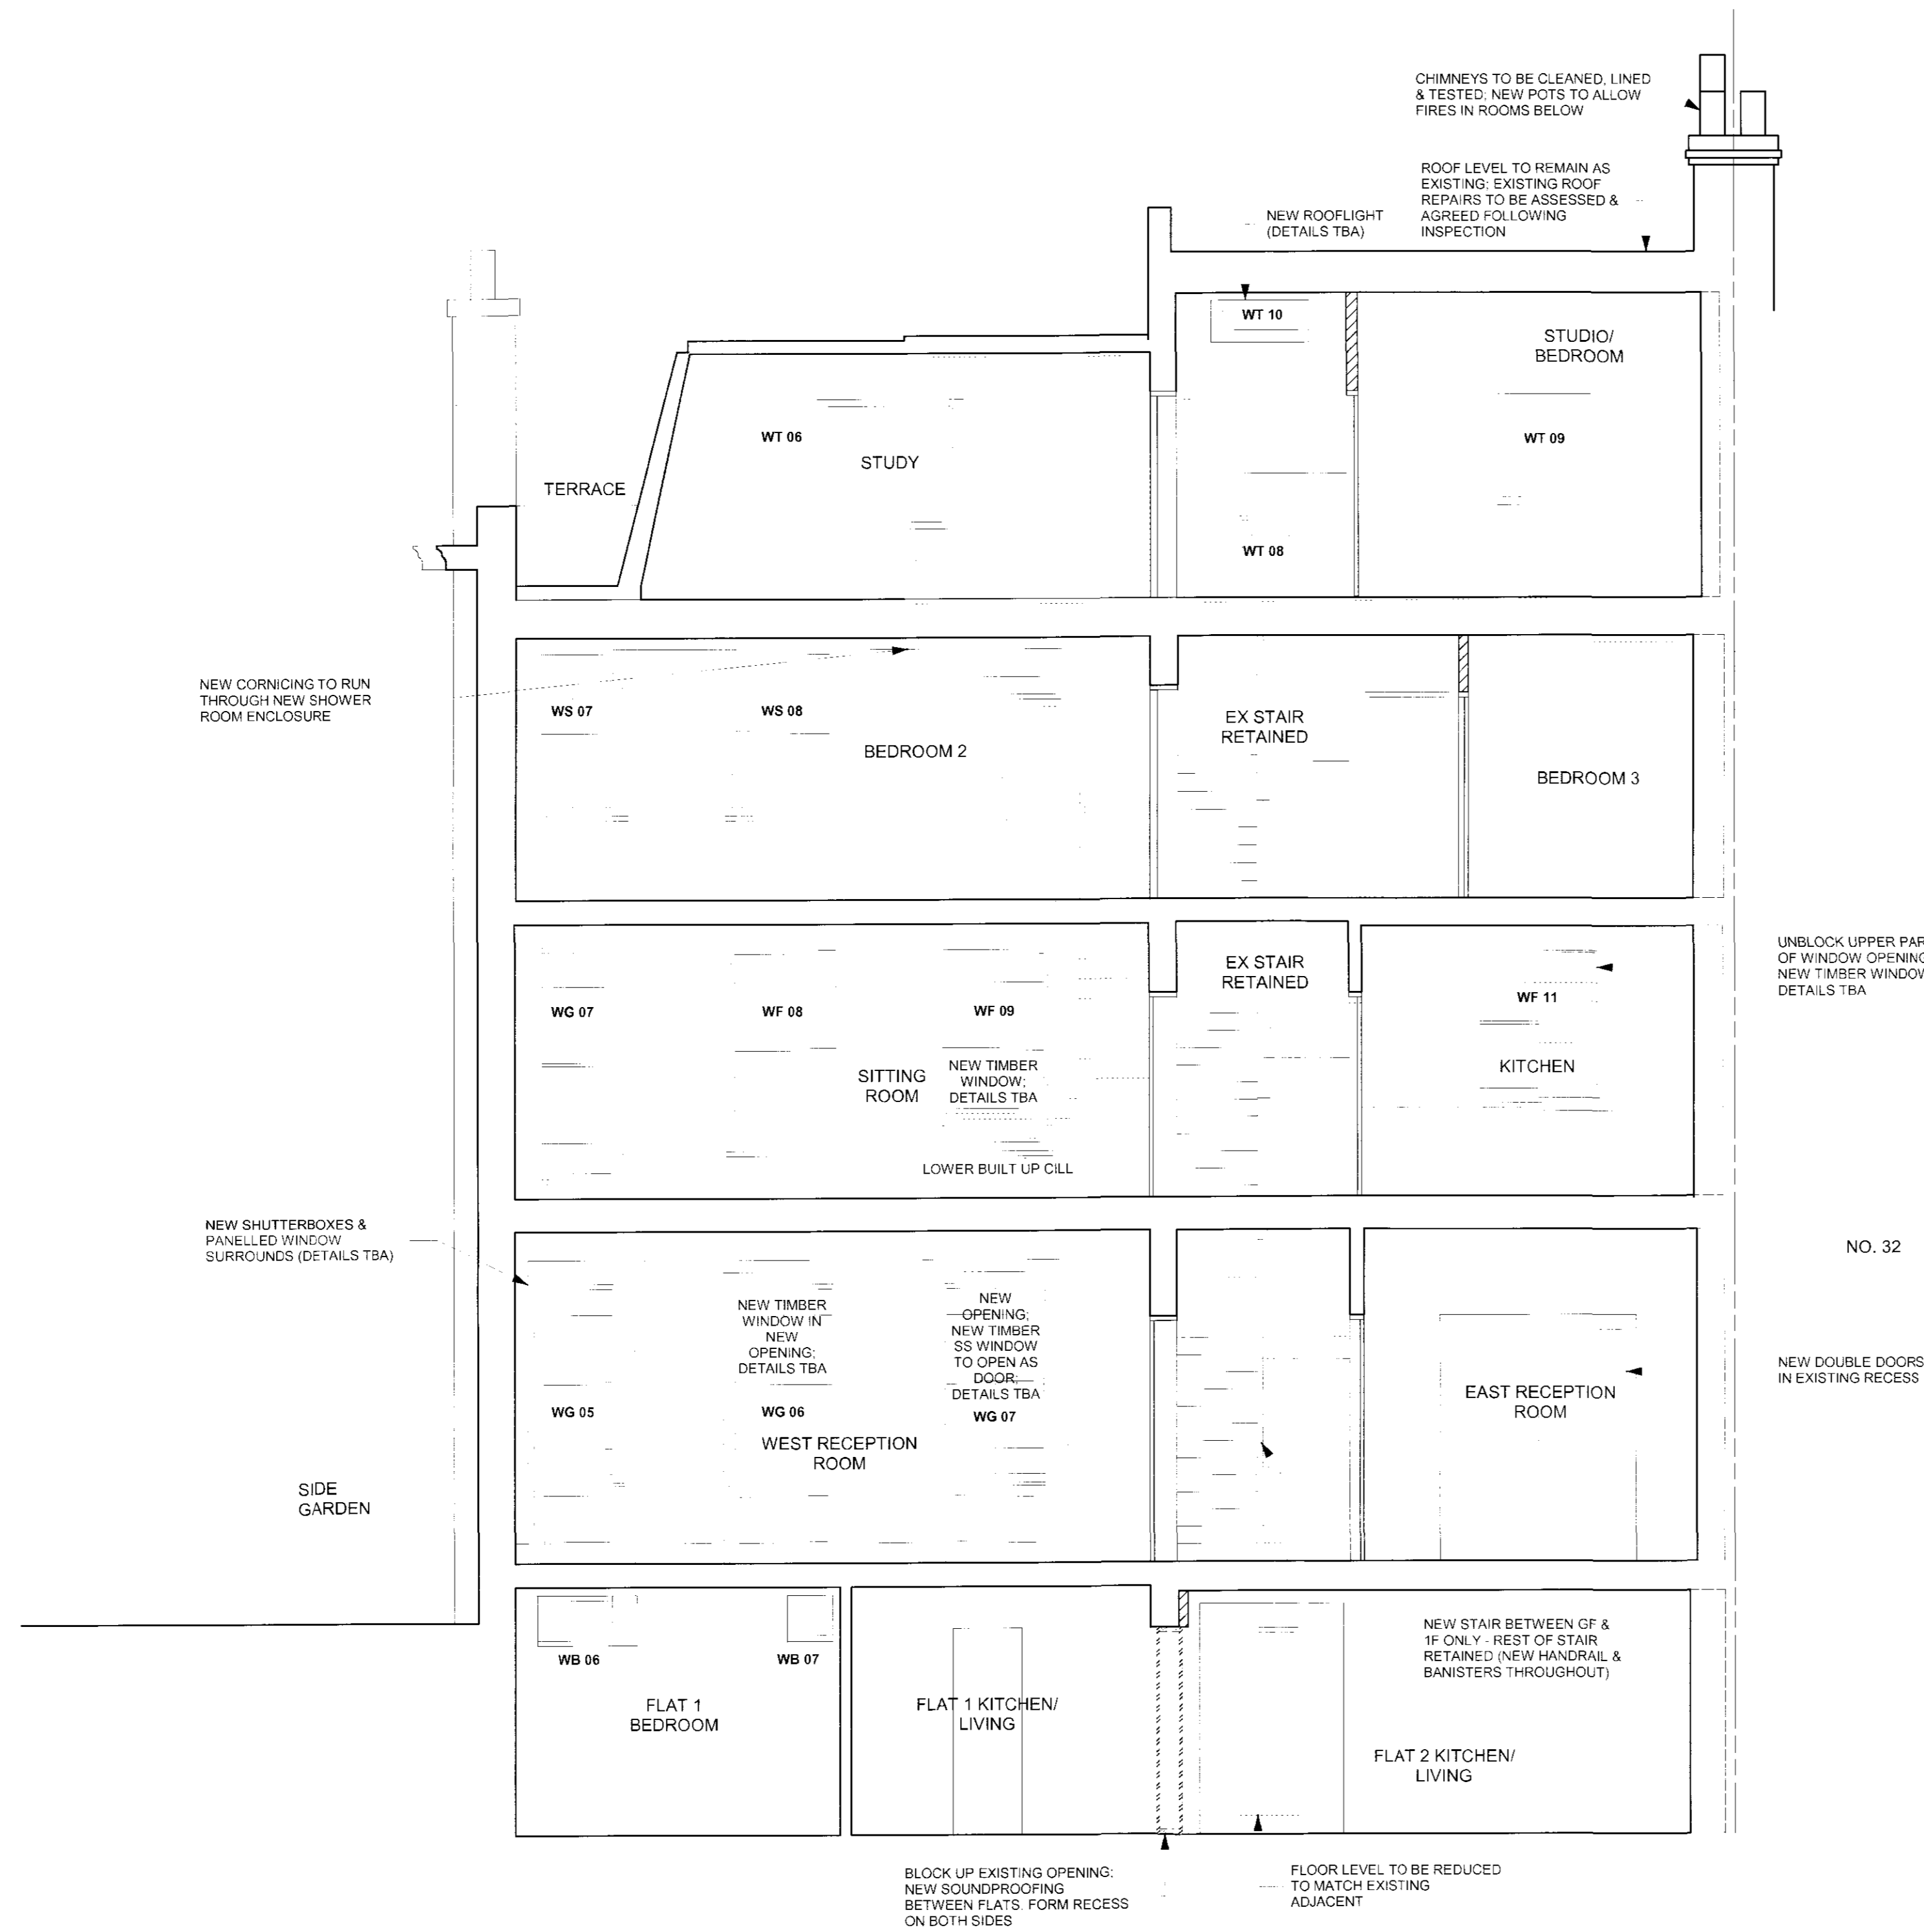 CHIMNEYS TO BE CLEANED, LINED
& TESTED; NEW POTS TO ALLOW
FIRES IN ROOMS BELOW
ROOF LEVEL TO REMAIN AS
EXISTING; EXISTING ROOF
REPAIRS TO BE ASSESSED &
AGREED FOLLOWING
INSPECTION
NEW ROOFLIGHT
(DETAILS TBA)
WT 10
STUDIO/
BEDROOM
WT 06
STUDY
WT 09
TERRACE
WT 08
NEW CORNICING TO RUN
THROUGH NEW SHOWER
ROOM ENCLOSURE
WS 07
WS 08
BEDROOM 2
EX STAIR
RETAINED
BEDROOM 3
UNBLOCK UPPER PAR
OF WINDOW OPENING
NEW TIMBER WINDOW
DETAILS TBA
EX STAIR
RETAINED
WG 07
WF 08
WF 09
WF 11
SITTING
ROOM
NEW TIMBER
WINDOW;
DETAILS TBA
KITCHEN
LOWER BUILT UP CILL
NEW SHUTTERBOXES &
PANELLED WINDOW
SURROUNDS (DETAILS TBA)
NO. 32
NEW TIMBER
WINDOW IN
NEW
OPENING;
DETAILS TBA
NEW
OPENING;
NEW TIMBER
SS WINDOW
TO OPEN AS
DOOR;
DETAILS TBA
NEW DOUBLE DOORS
IN EXISTING RECESS
WG 05
WG 06
WG 07
WEST RECEPTION
ROOM
EAST RECEPTION
ROOM
SIDE
GARDEN
WB 06
WB 07
NEW STAIR BETWEEN GF &
1F ONLY - REST OF STAIR
RETAINED (NEW HANDRAIL &
BANISTERS THROUGHOUT)
FLAT 1
BEDROOM
FLAT 1 KITCHEN/
LIVING
FLAT 2 KITCHEN/
LIVING
BLOCK UP EXISTING OPENING;
NEW SOUNDPROOFING
BETWEEN FLATS. FORM RECESS
ON BOTH SIDES
FLOOR LEVEL TO BE REDUCED
TO MATCH EXISTING
ADJACENT